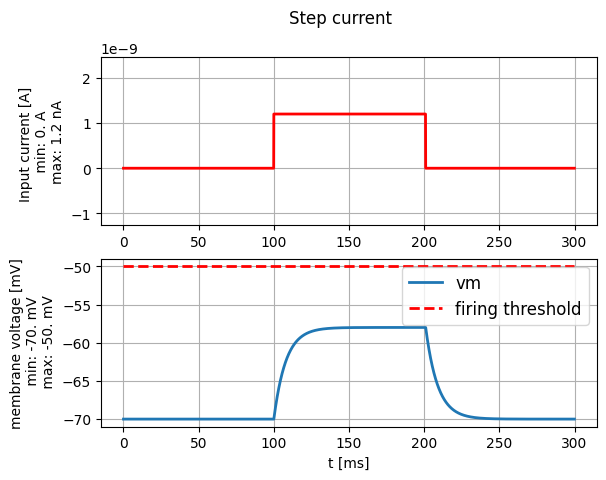 Step current
1e−9
Input current [A]
min: 0. A
max: 1.2 nA
2
1
0
−1
0 50 100 150 200 250 300
membrane voltage [mV]
min: -70. mV
max: -50. mV
−50
−55
−60
−65
−70
vm
firing threshold
0 50 100 150 200 250 300
t [ms]